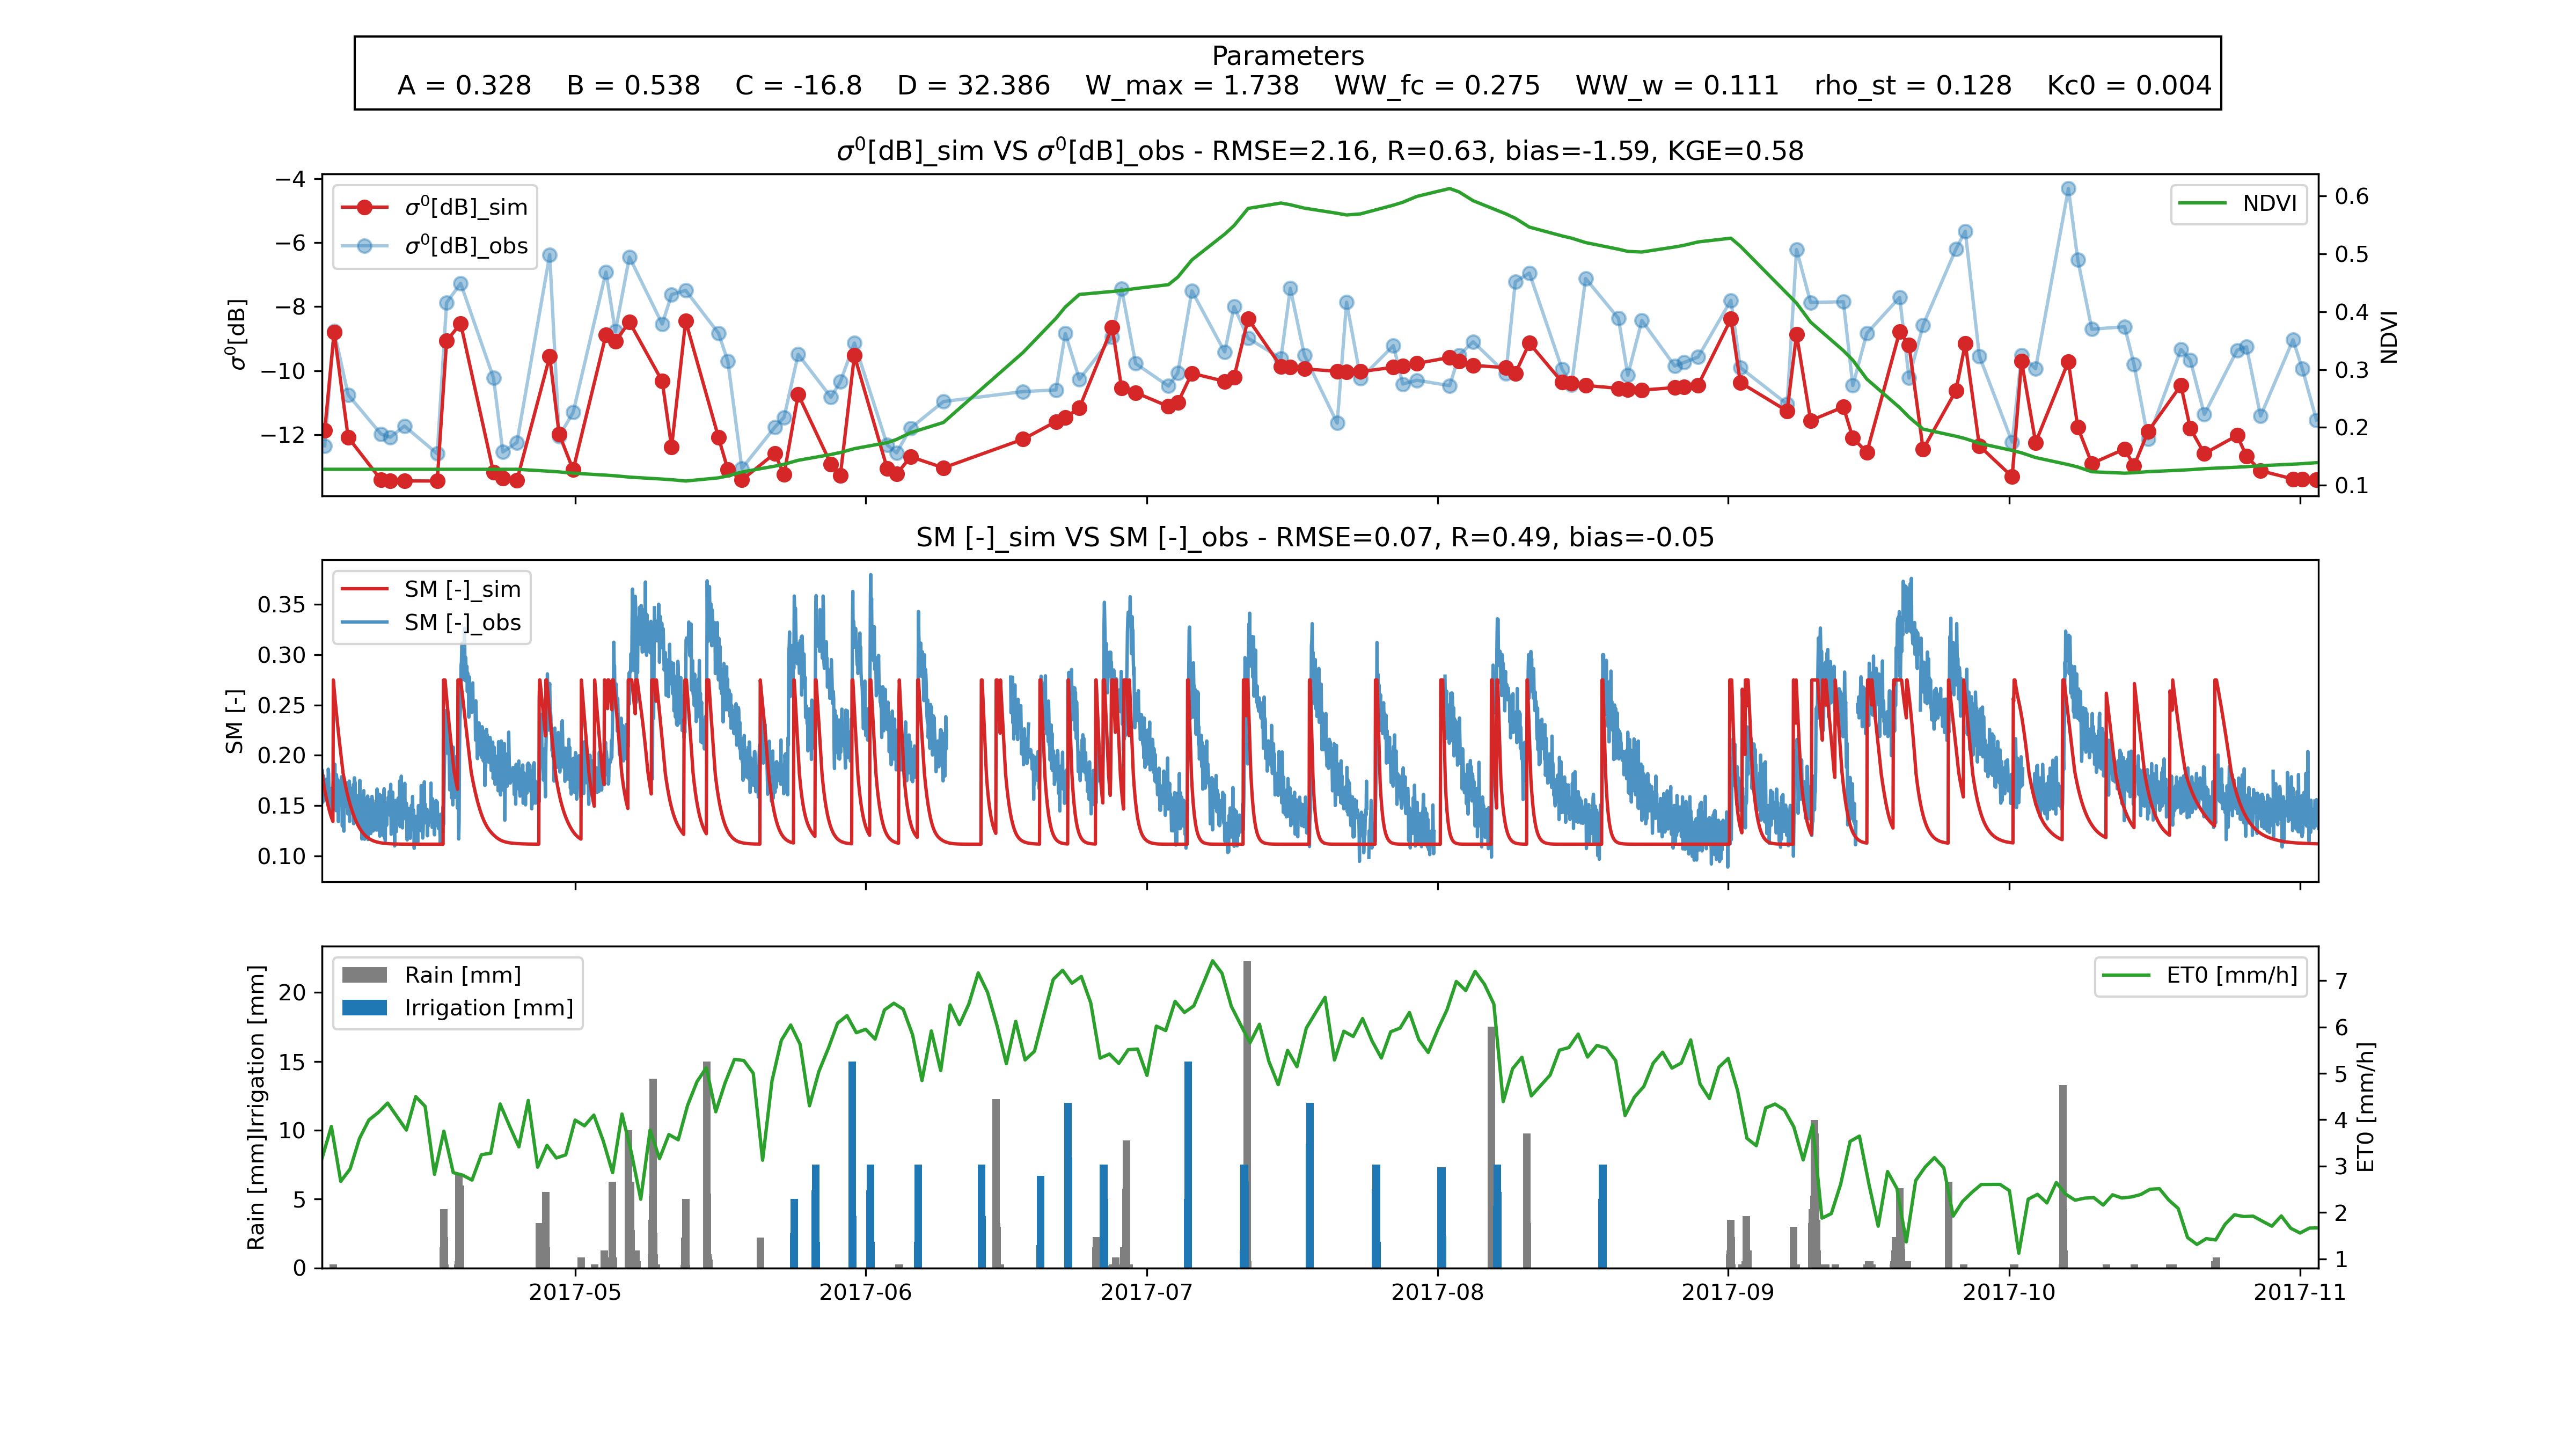 Parameters
A = 0.328 B = 0.538 C = -16.8 D = 32.386 W_max = 1.738 WW_fc = 0.275 WW_w = 0.111 rho_st = 0.128 Kc0 = 0.004
σ⁰[dB]_sim VS σ⁰[dB]_obs - RMSE=2.16, R=0.63, bias=-1.59, KGE=0.58
σ⁰[dB]_sim
σ⁰[dB]_obs
NDVI
−4
−6
−8
−10
−12
σ⁰[dB]
0.6
0.5
0.4
0.3
0.2
0.1
NDVI
SM [-]_sim VS SM [-]_obs - RMSE=0.07, R=0.49, bias=-0.05
SM [-]_sim
SM [-]_obs
0.35
0.30
0.25
0.20
0.15
0.10
SM [-]
Rain [mm]
Irrigation [mm]
ET0 [mm/h]
20
15
10
5
0
Rain [mm]Irrigation [mm]
7
6
5
4
3
2
1
ET0 [mm/h]
2017-05 2017-06 2017-07 2017-08 2017-09 2017-10 2017-11